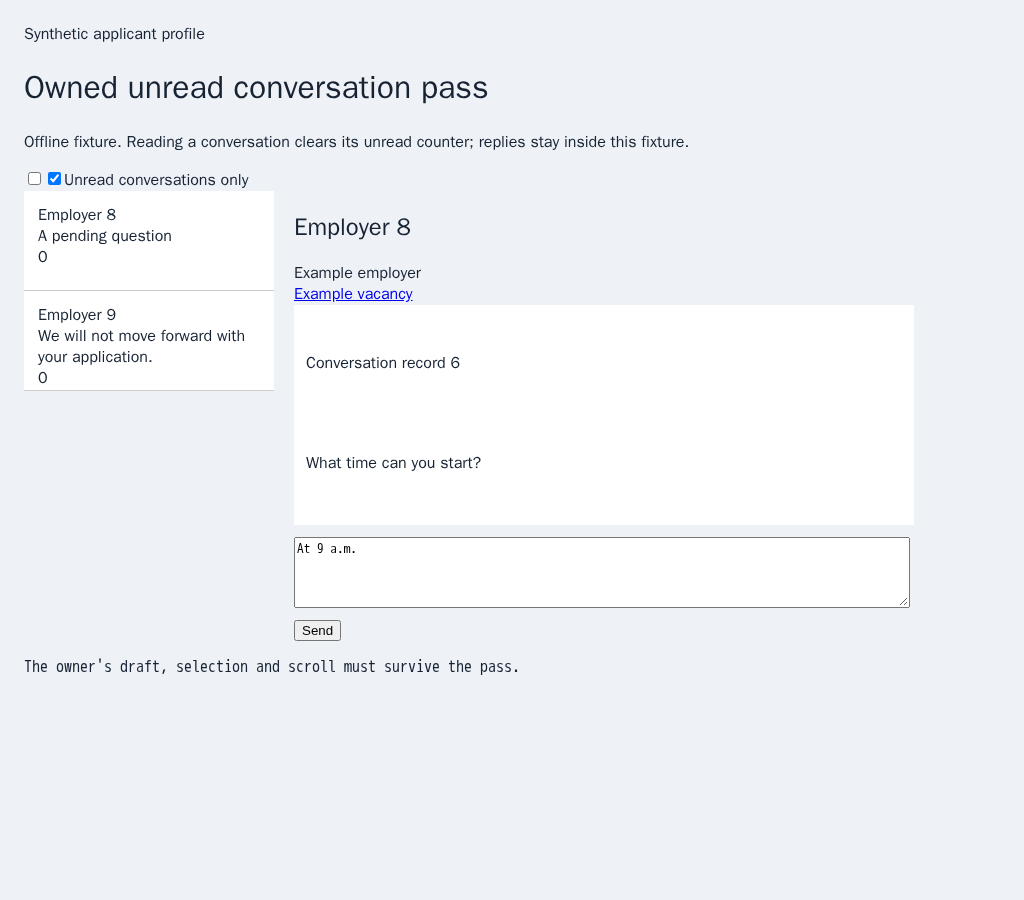 Synthetic applicant profile
Owned unread conversation pass
Offline fixture. Reading a conversation clears its unread counter; replies stay inside this fixture.
Unread conversations only
Employer 8
A pending question
0
Employer 9
We will not move forward with
your application.
0
Employer 8
Example employer
Example vacancy
Conversation record 6
What time can you start?
At 9 a.m.
Send
The owner's draft, selection and scroll must survive the pass.